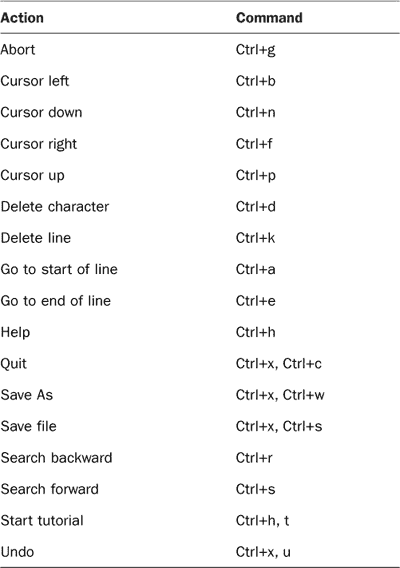 Action Command
Abort Ctrl+g
Cursor left Ctrl+b
Cursor down Ctrl+n
Cursor right Ctrl+f
Cursor up Ctrl+p
Delete character Ctrl+d
Delete line Ctrl+k
Go to start of line Ctrl+a
Go to end of line Ctrl+e
Help Ctrl+h
Quit Ctrl+x, Ctrl+c
Save As Ctrl+x, Ctrl+w
Save file Ctrl+x, Ctrl+s
Search backward Ctrl+r
Search forward Ctrl+s
Start tutorial Ctrl+h, t
Undo Ctrl+x, u